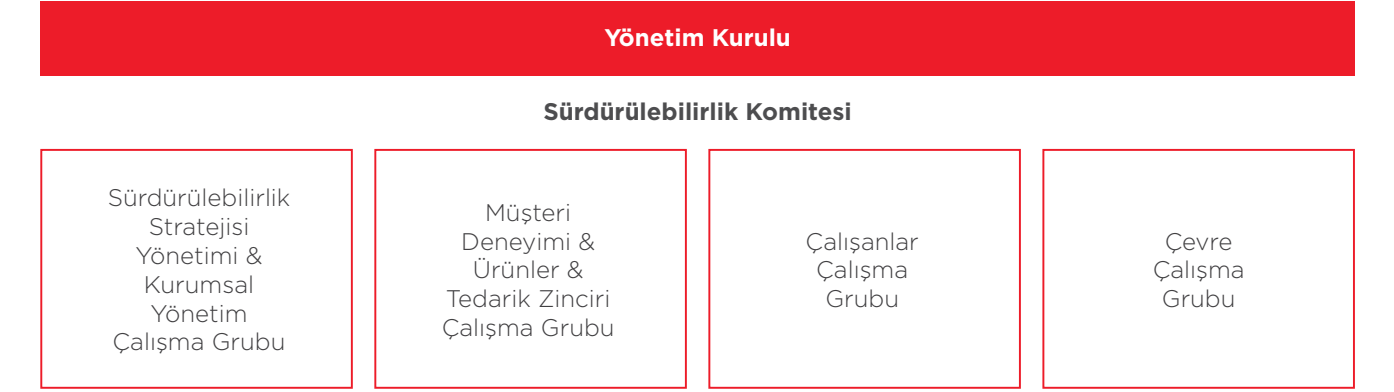 Yönetim Kurulu
Sürdürülebilirlik Komitesi
Sürdürülebilirlik
Stratejisi
Yönetimi &
Kurumsal
Yönetim
Çalışma Grubu
Müşteri
Deneyimi &
Ürünler &
Tedarik Zinciri
Çalışma Grubu
Çalışanlar
Çalışma
Grubu
Çevre
Çalışma
Grubu